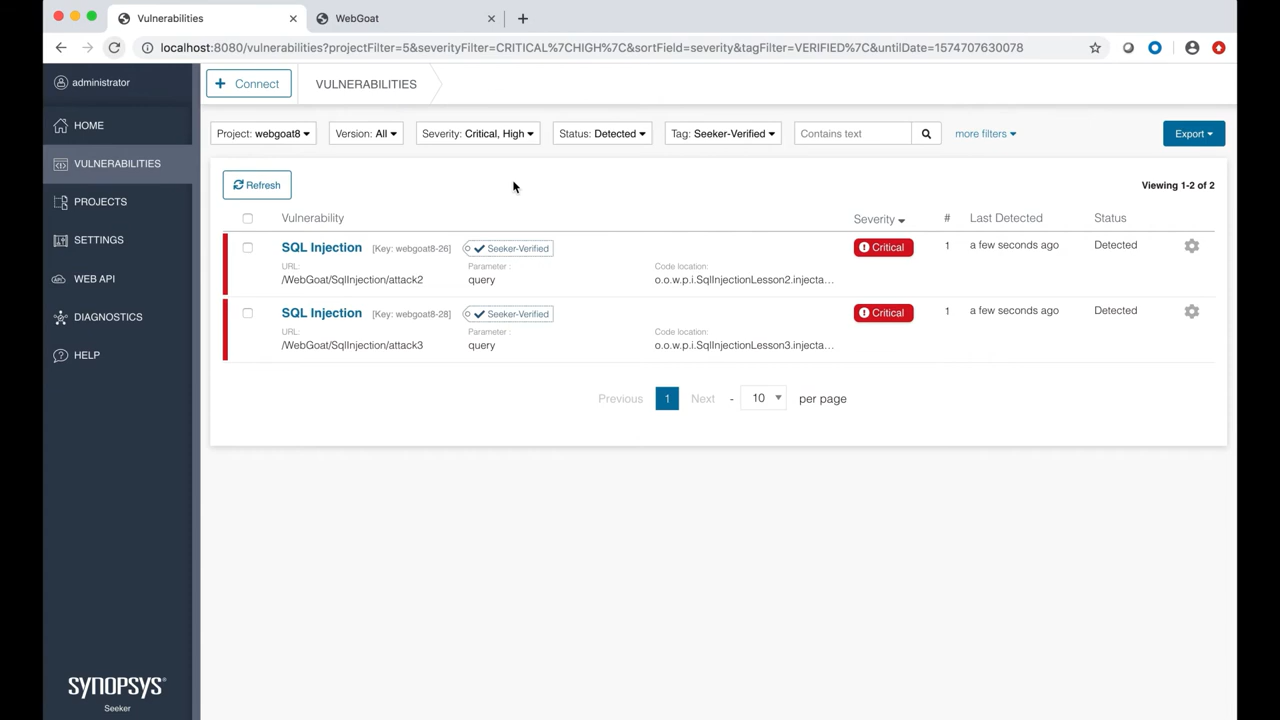 Vulnerabilities
WebGoat
localhost:8080/vulnerabilities?projectFilter=5&severityFilter=CRITICAL%7CHIGH%7C&sortField=severity&tagFilter=VERIFIED%7C&untilDate=1574707630078
administrator
+ Connect
VULNERABILITIES
HOME
VULNERABILITIES
PROJECTS
SETTINGS
WEB API
DIAGNOSTICS
HELP
Project: webgoat8 Version: All Severity: Critical, High Status: Detected Tag: Seeker-Verified Contains text more filters Export
Refresh
Viewing 1-2 of 2
Vulnerability Severity # Last Detected Status
SQL Injection [Key: webgoat8-26] Seeker-Verified Critical 1 a few seconds ago Detected
URL: Parameter : Code location:
/WebGoat/SqlInjection/attack2 query o.o.w.p.i.SqlInjectionLesson2.injecta...
SQL Injection [Key: webgoat8-28] Seeker-Verified Critical 1 a few seconds ago Detected
URL: Parameter : Code location:
/WebGoat/SqlInjection/attack3 query o.o.w.p.i.SqlInjectionLesson3.injecta...
Previous 1 Next - 10 per page
SYNOPSYS
Seeker